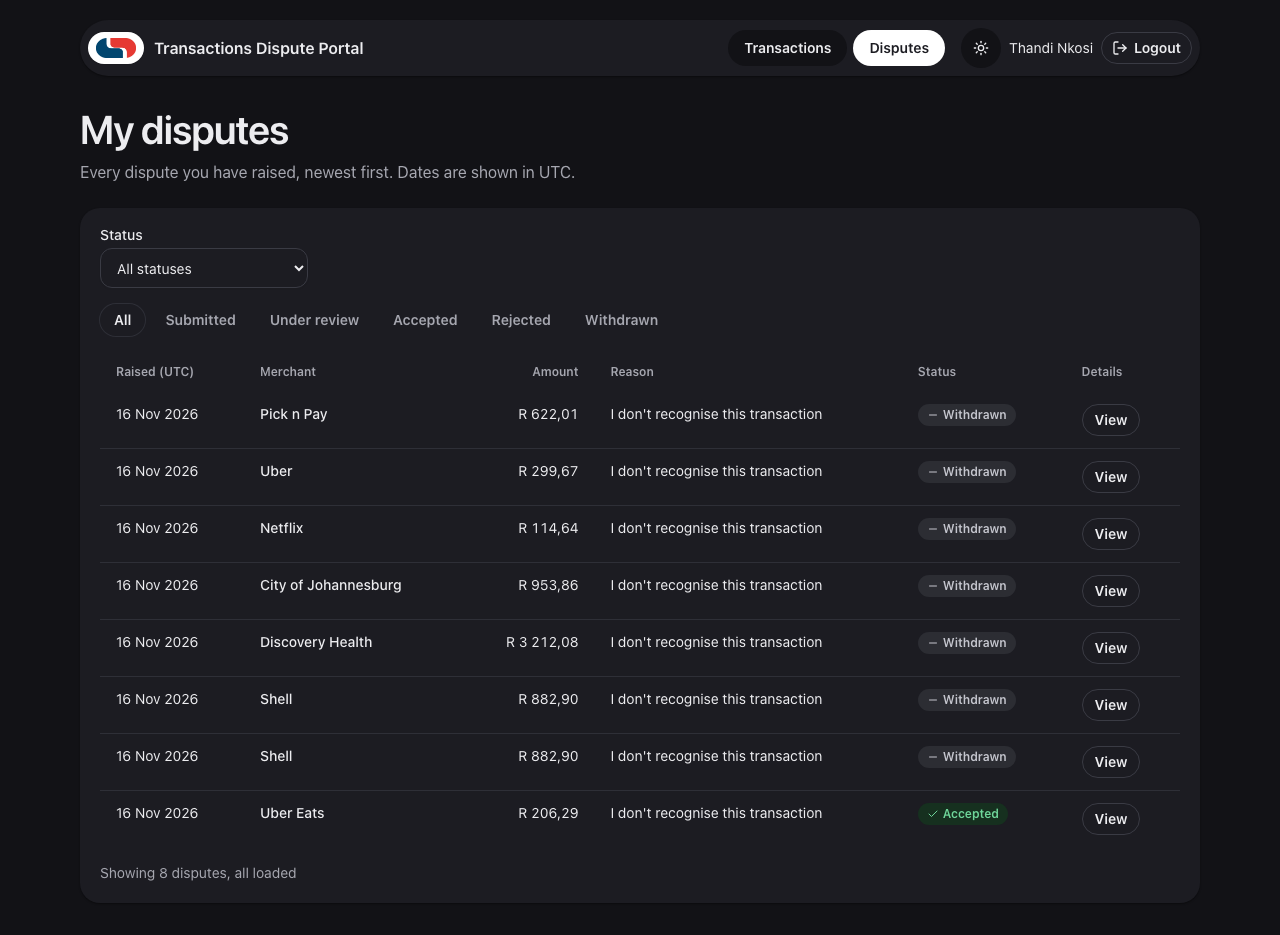 Transactions Dispute Portal Transactions Disputes Thandi Nkosi Logout
My disputes
Every dispute you have raised, newest first. Dates are shown in UTC.
Status
All statuses
All Submitted Under review Accepted Rejected Withdrawn
Raised (UTC) Merchant Amount Reason Status Details
16 Nov 2026 Pick n Pay R 622,01 I don't recognise this transaction Withdrawn View
16 Nov 2026 Uber R 299,67 I don't recognise this transaction Withdrawn View
16 Nov 2026 Netflix R 114,64 I don't recognise this transaction Withdrawn View
16 Nov 2026 City of Johannesburg R 953,86 I don't recognise this transaction Withdrawn View
16 Nov 2026 Discovery Health R 3 212,08 I don't recognise this transaction Withdrawn View
16 Nov 2026 Shell R 882,90 I don't recognise this transaction Withdrawn View
16 Nov 2026 Shell R 882,90 I don't recognise this transaction Withdrawn View
16 Nov 2026 Uber Eats R 206,29 I don't recognise this transaction Accepted View
Showing 8 disputes, all loaded